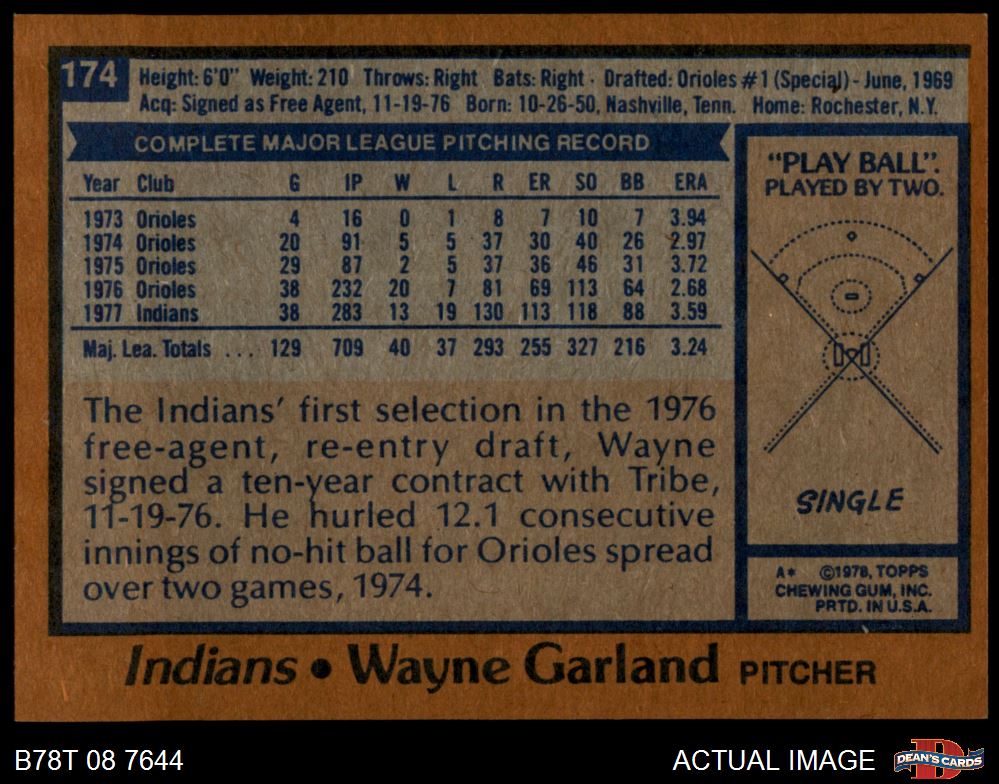 174
Height: 6'0" Weight: 210 Throws: Right Bats: Right · Drafted: Orioles #1 (Special) - June, 1969
Acq: Signed as Free Agent, 11-19-76 Born: 10-26-50, Nashville, Tenn. Home: Rochester, N.Y.
COMPLETE MAJOR LEAGUE PITCHING RECORD
Year Club G IP W L R ER SO BB ERA
1973 Orioles 4 16 0 1 8 7 10 7 3.94
1974 Orioles 20 91 5 5 37 30 40 26 2.97
1975 Orioles 29 87 2 5 37 36 46 31 3.72
1976 Orioles 38 232 20 7 81 69 113 64 2.68
1977 Indians 38 283 13 19 130 113 118 88 3.59
Maj. Lea. Totals ... 129 709 40 37 293 255 327 216 3.24
The Indians' first selection in the 1976
free-agent, re-entry draft, Wayne
signed a ten-year contract with Tribe,
11-19-76. He hurled 12.1 consecutive
innings of no-hit ball for Orioles spread
over two games, 1974.
"PLAY BALL".
PLAYED BY TWO.
SINGLE
A* ©1978, TOPPS
CHEWING GUM, INC.
PRTD. IN U.S.A.
Indians • Wayne Garland PITCHER
B78T 08 7644
ACTUAL IMAGE
D
DEAN'S CARDS